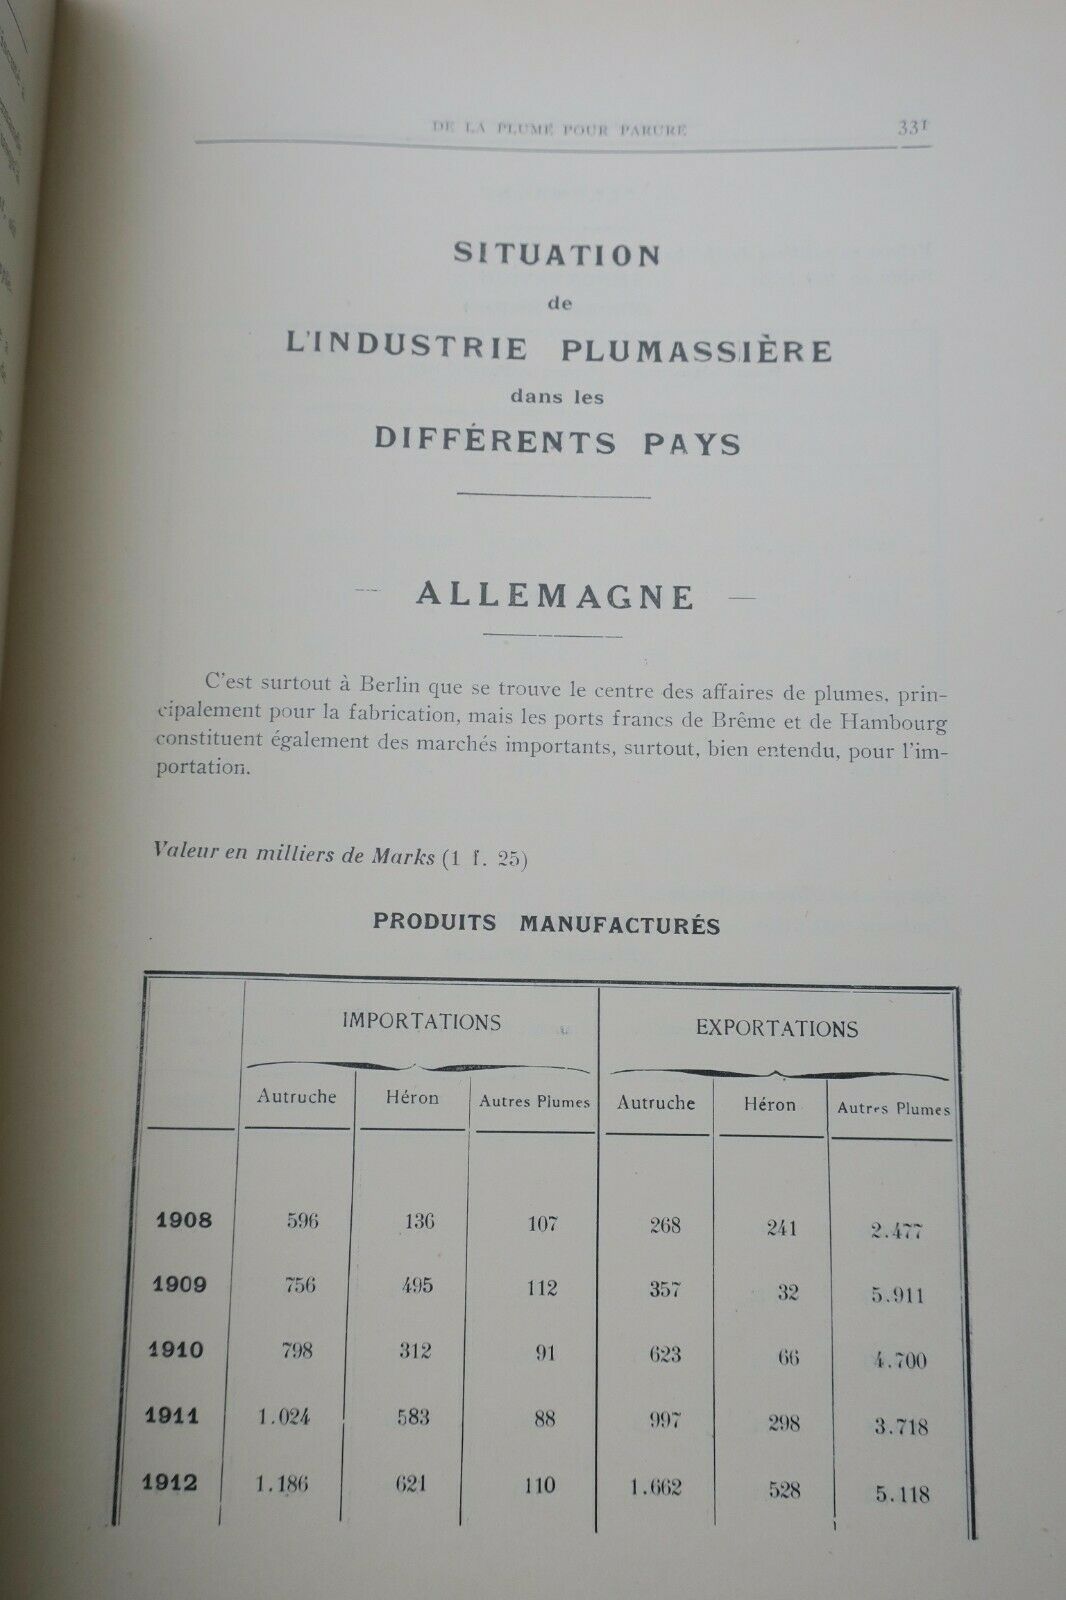 DE LA PLUME POUR PARURE 331
SITUATION
de
L'INDUSTRIE PLUMASSIÈRE
dans les
DIFFÉRENTS PAYS
— ALLEMAGNE —
C'est surtout à Berlin que se trouve le centre des affaires de plumes, prin-
cipalement pour la fabrication, mais les ports francs de Brême et de Hambourg
constituent également des marchés importants, surtout, bien entendu, pour l'im-
portation.
Valeur en milliers de Marks (1 f. 25)
PRODUITS MANUFACTURÉS
IMPORTATIONS EXPORTATIONS
Autruche Héron Autres Plumes Autruche Héron Autres Plumes
1908 596 136 107 268 241 2.477
1909 756 495 112 357 32 5.911
1910 798 312 91 623 66 4.700
1911 1.024 583 88 997 298 3.718
1912 1.186 621 110 1.662 528 5.118